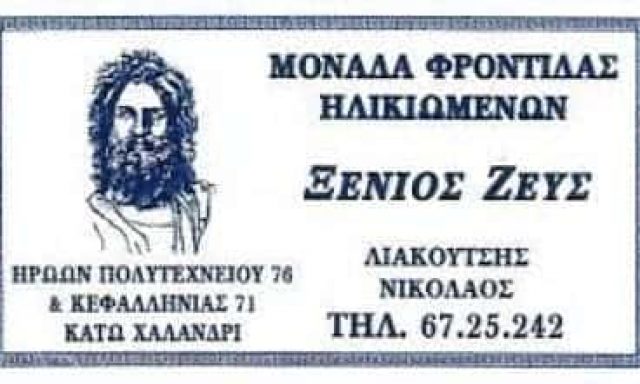 ΜΟΝΑΔΑ ΦΡΟΝΤΙΔΑΣ
ΗΛΙΚΙΩΜΕΝΩΝ
ΞΕΝΙΟΣ ΖΕΥΣ
ΗΡΩΩΝ ΠΟΛΥΤΕΧΝΕΙΟΥ 76
& ΚΕΦΑΛΛΗΝΙΑΣ 71
ΚΑΤΩ ΧΑΛΑΝΔΡΙ
ΛΙΑΚΟΥΤΣΗΣ
ΝΙΚΟΛΑΟΣ
ΤΗΛ. 67.25.242